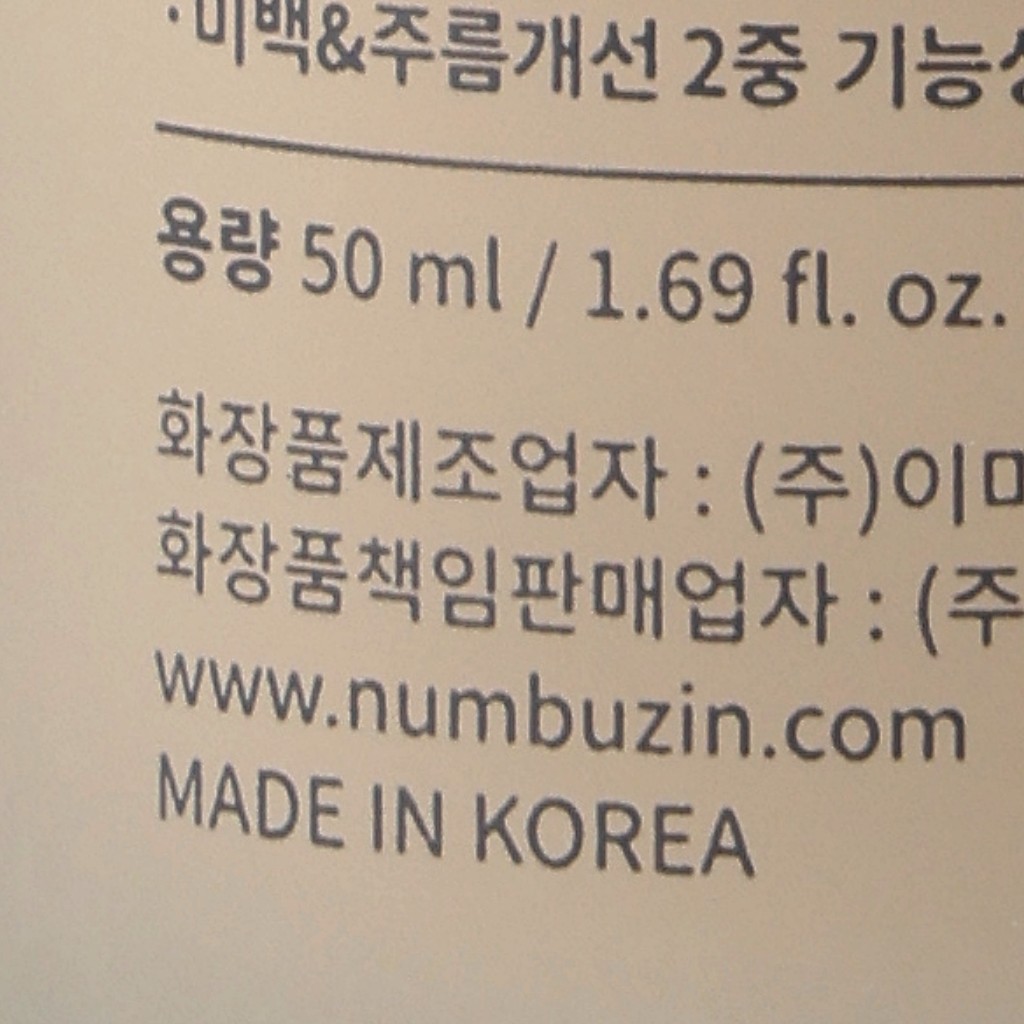 ·미백&주름개선 2중 기능
용량 50 ml / 1.69 fl. oz.
화장품제조업자 : (주)이
화장품책임판매업자 : (주
www.numbuzin.com
MADE IN KOREA